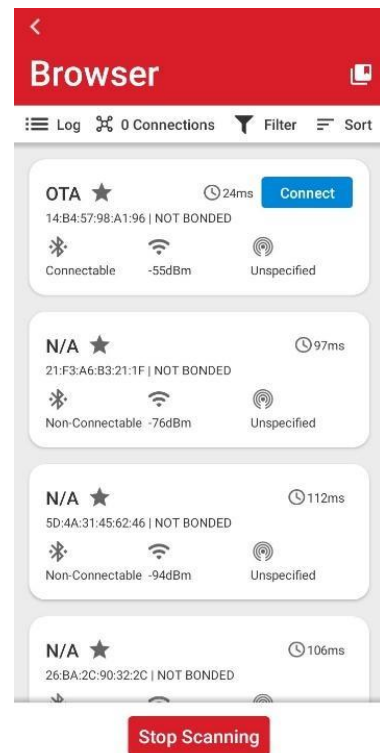 Browser
Log 0 Connections Filter Sort
OTA 24ms Connect
14:B4:57:98:A1:96 | NOT BONDED
Connectable -55dBm Unspecified
N/A 97ms
21:F3:A6:B3:21:1F | NOT BONDED
Non-Connectable -76dBm Unspecified
N/A 112ms
5D:4A:31:45:62:46 | NOT BONDED
Non-Connectable -94dBm Unspecified
N/A 106ms
26:BA:2C:90:32:2C | NOT BONDED
Stop Scanning